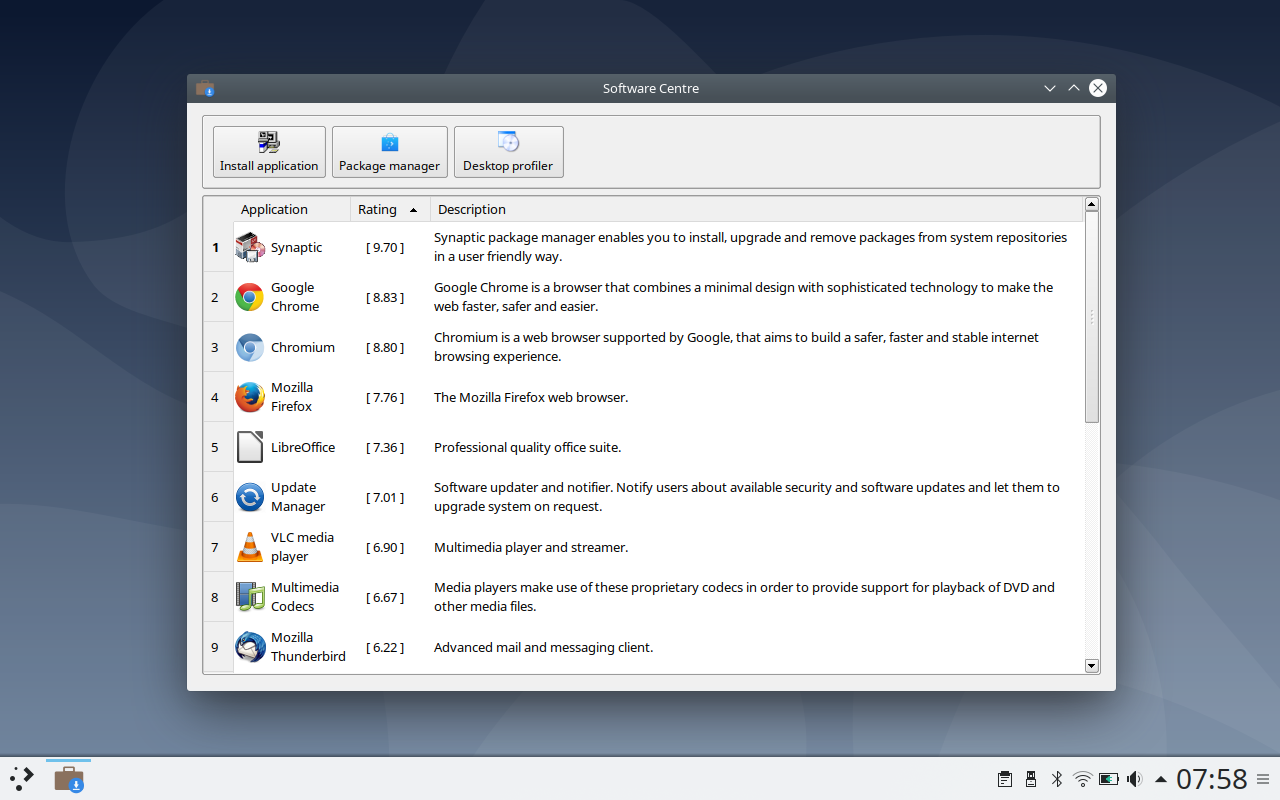 Software Centre
Install application
Package manager
Desktop profiler
Application Rating Description
1 Synaptic [ 9.70 ] Synaptic package manager enables you to install, upgrade and remove packages from system repositories
in a user friendly way.
2 Google
Chrome [ 8.83 ] Google Chrome is a browser that combines a minimal design with sophisticated technology to make the
web faster, safer and easier.
3 Chromium [ 8.80 ] Chromium is a web browser supported by Google, that aims to build a safer, faster and stable internet
browsing experience.
4 Mozilla
Firefox [ 7.76 ] The Mozilla Firefox web browser.
5 LibreOffice [ 7.36 ] Professional quality office suite.
6 Update
Manager [ 7.01 ] Software updater and notifier. Notify users about available security and software updates and let them to
upgrade system on request.
7 VLC media
player [ 6.90 ] Multimedia player and streamer.
8 Multimedia
Codecs [ 6.67 ] Media players make use of these proprietary codecs in order to provide support for playback of DVD and
other media files.
9 Mozilla
Thunderbird [ 6.22 ] Advanced mail and messaging client.
07:58